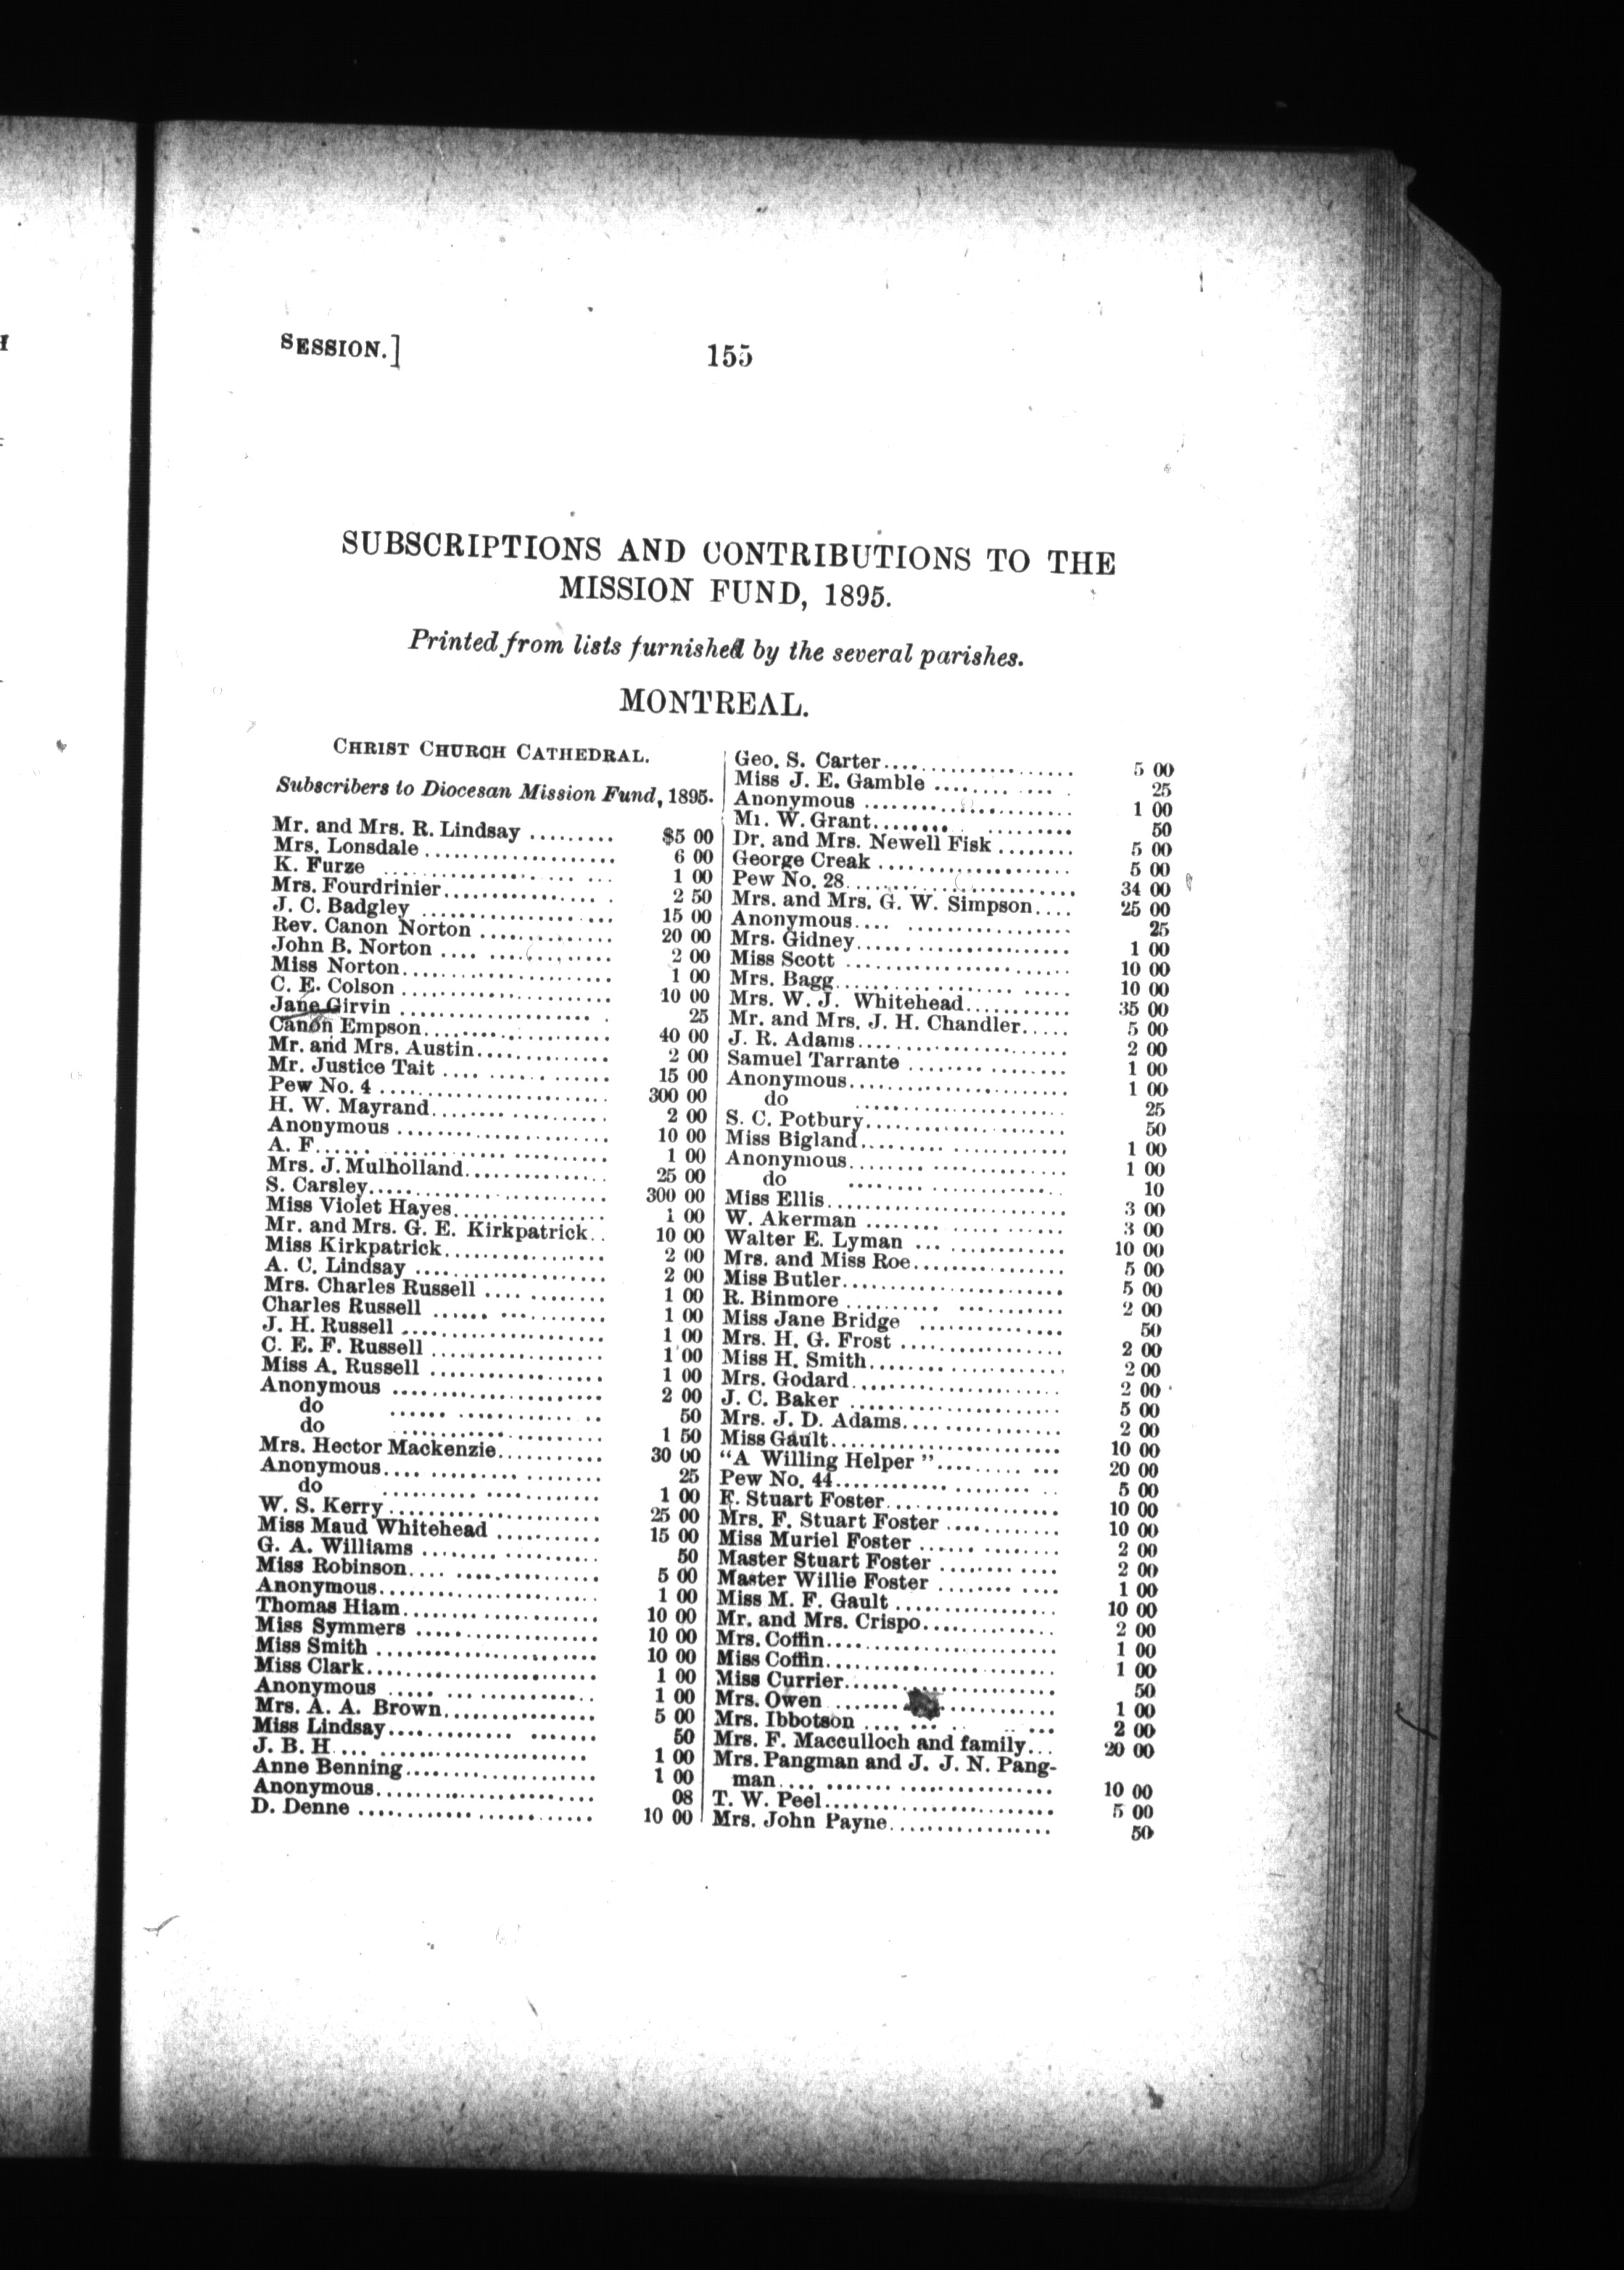 SESSION.]
155
SUBSCRIPTIONS AND CONTRIBUTIONS TO THE
MISSION FUND, 1895.
Printed from lists furnished by the several parishes.
MONTREAL.
CHRIST CHURCH CATHEDRAL.
Subscribers to Diocesan Mission Fund, 1895.
Mr. and Mrs. R. Lindsay ......... $5 00
Mrs. Lonsdale ......... 6 00
K. Furze ......... 1 00
Mrs. Fourdrinier ......... 2 50
J. C. Badgley ......... 15 00
Rev. Canon Norton ......... 20 00
John B. Norton ......... 2 00
Miss Norton ......... 1 00
C. E. Colson ......... 10 00
Jane Girvin ......... 25
Canon Empson ......... 40 00
Mr. and Mrs. Austin ......... 2 00
Mr. Justice Tait ......... 15 00
Pew No. 4 ......... 300 00
H. W. Mayrand ......... 2 00
Anonymous ......... 10 00
A. F. ......... 1 00
Mrs. J. Mulholland ......... 25 00
S. Carsley ......... 300 00
Miss Violet Hayes ......... 1 00
Mr. and Mrs. G. E. Kirkpatrick.. 10 00
Miss Kirkpatrick ......... 2 00
A. C. Lindsay ......... 2 00
Mrs. Charles Russell ......... 1 00
Charles Russell ......... 1 00
J. H. Russell ......... 1 00
C. E. F. Russell ......... 1 00
Miss A. Russell ......... 1 00
Anonymous ......... 2 00
do ......... 50
do ......... 1 50
Mrs. Hector Mackenzie ......... 30 00
Anonymous ......... 25
do ......... 1 00
W. S. Kerry ......... 25 00
Miss Maud Whitehead ......... 15 00
G. A. Williams ......... 50
Miss Robinson ......... 5 00
Anonymous ......... 1 00
Thomas Hiam ......... 10 00
Miss Symmers ......... 10 00
Miss Smith ......... 10 00
Miss Clark ......... 1 00
Anonymous ......... 1 00
Mrs. A. A. Brown ......... 5 00
Miss Lindsay ......... 50
J. B. H. ......... 1 00
Anne Benning ......... 1 00
Anonymous ......... 08
D. Denne ......... 10 00
Geo. S. Carter ......... 5 00
Miss J. E. Gamble ......... 25
Anonymous ......... 1 00
M1. W. Grant ......... 50
Dr. and Mrs. Newell Fisk ......... 5 00
George Creak ......... 5 00
Pew No. 28 ......... 34 00
Mrs. and Mrs. G. W. Simpson.... 25 00
Anonymous ......... 25
Mrs. Gidney ......... 1 00
Miss Scott ......... 10 00
Mrs. Bagg ......... 10 00
Mrs. W. J. Whitehead ......... 35 00
Mr. and Mrs. J. H. Chandler..... 5 00
J. R. Adams ......... 2 00
Samuel Tarrante ......... 1 00
Anonymous ......... 1 00
do ......... 25
S. C. Potbury ......... 50
Miss Bigland ......... 1 00
Anonymous ......... 1 00
do ......... 10
Miss Ellis ......... 3 00
W. Akerman ......... 3 00
Walter E. Lyman ......... 10 00
Mrs. and Miss Roe ......... 5 00
Miss Butler ......... 5 00
R. Binmore ......... 2 00
Miss Jane Bridge ......... 50
Mrs. H. G. Frost ......... 2 00
Miss H. Smith ......... 2 00
Mrs. Godard ......... 2 00
J. C. Baker ......... 5 00
Mrs. J. D. Adams ......... 2 00
Miss Gault ......... 10 00
“A Willing Helper” ......... 20 00
Pew No. 44 ......... 5 00
F. Stuart Foster ......... 10 00
Mrs. F. Stuart Foster ......... 10 00
Miss Muriel Foster ......... 2 00
Master Stuart Foster ......... 2 00
Master Willie Foster ......... 1 00
Miss M. F. Gault ......... 10 00
Mr. and Mrs. Crispo ......... 2 00
Mrs. Coffin ......... 1 00
Miss Coffin ......... 1 00
Miss Currier ......... 50
Mrs. Owen ......... 1 00
Mrs. Ibbotson ......... 2 00
Mrs. F. Macculloch and family... 20 00
Mrs. Pangman and J. J. N. Pang-
man ......... 10 00
T. W. Peel ......... 5 00
Mrs. John Payne ......... 50